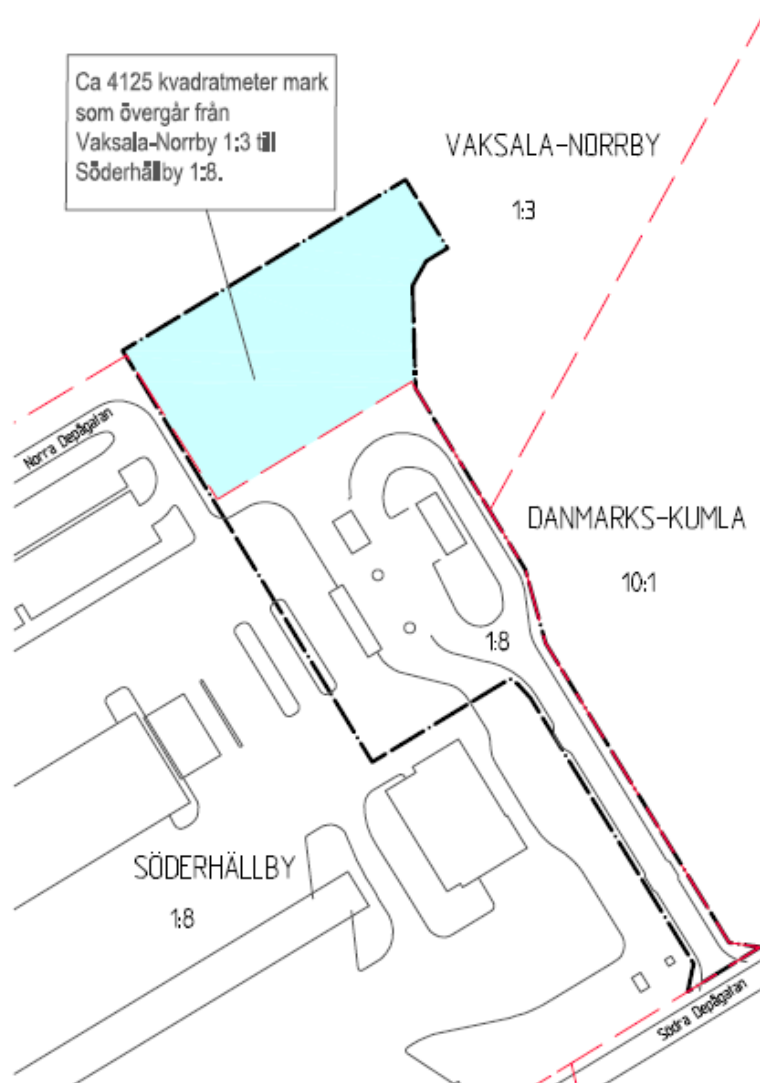 Ca 4125 kvadratmeter mark
som övergår från
Vaksala-Norrby 1:3 till
Söderhällby 1:8.
VAKSALA-NORRBY
1:3
Norra Depågatan
DANMARKS-KUMLA
10:1
1:8
SÖDERHÄLLBY
1:8
Södra Depågatan